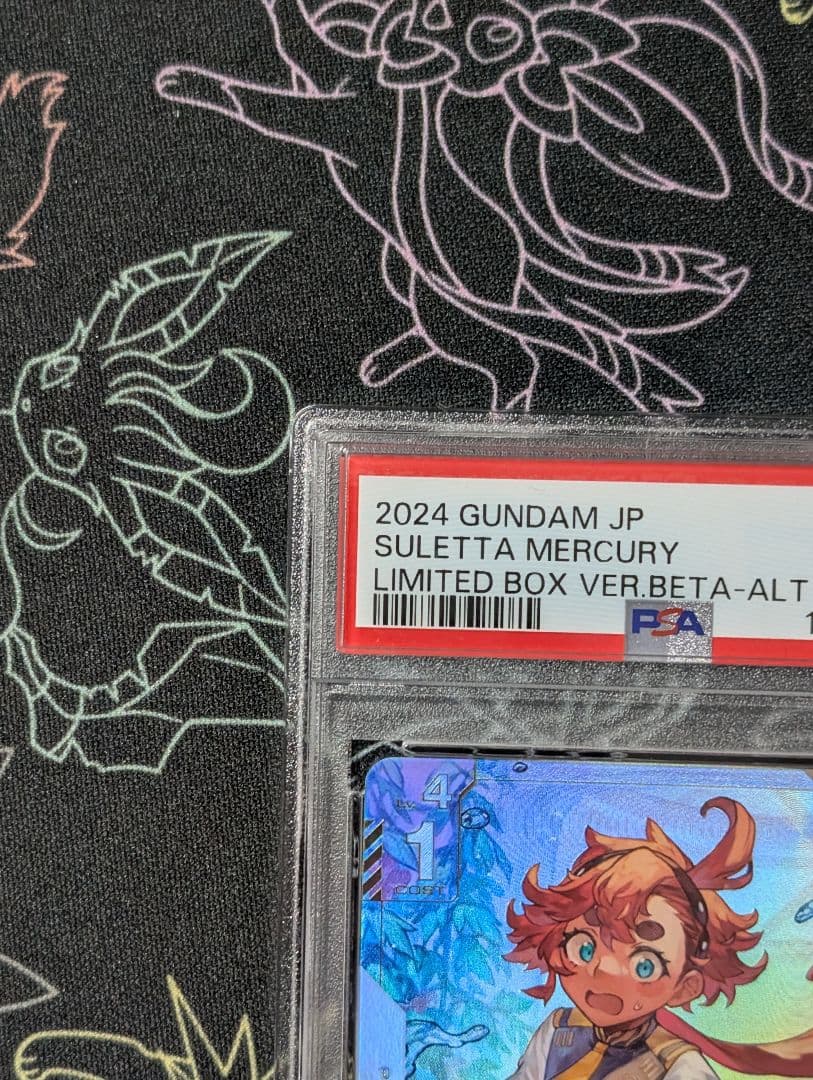 2024 GUNDAM JP
SULETTA MERCURY
LIMITED BOX VER.BETA-ALT
PSA
Lv. 4
1
COST